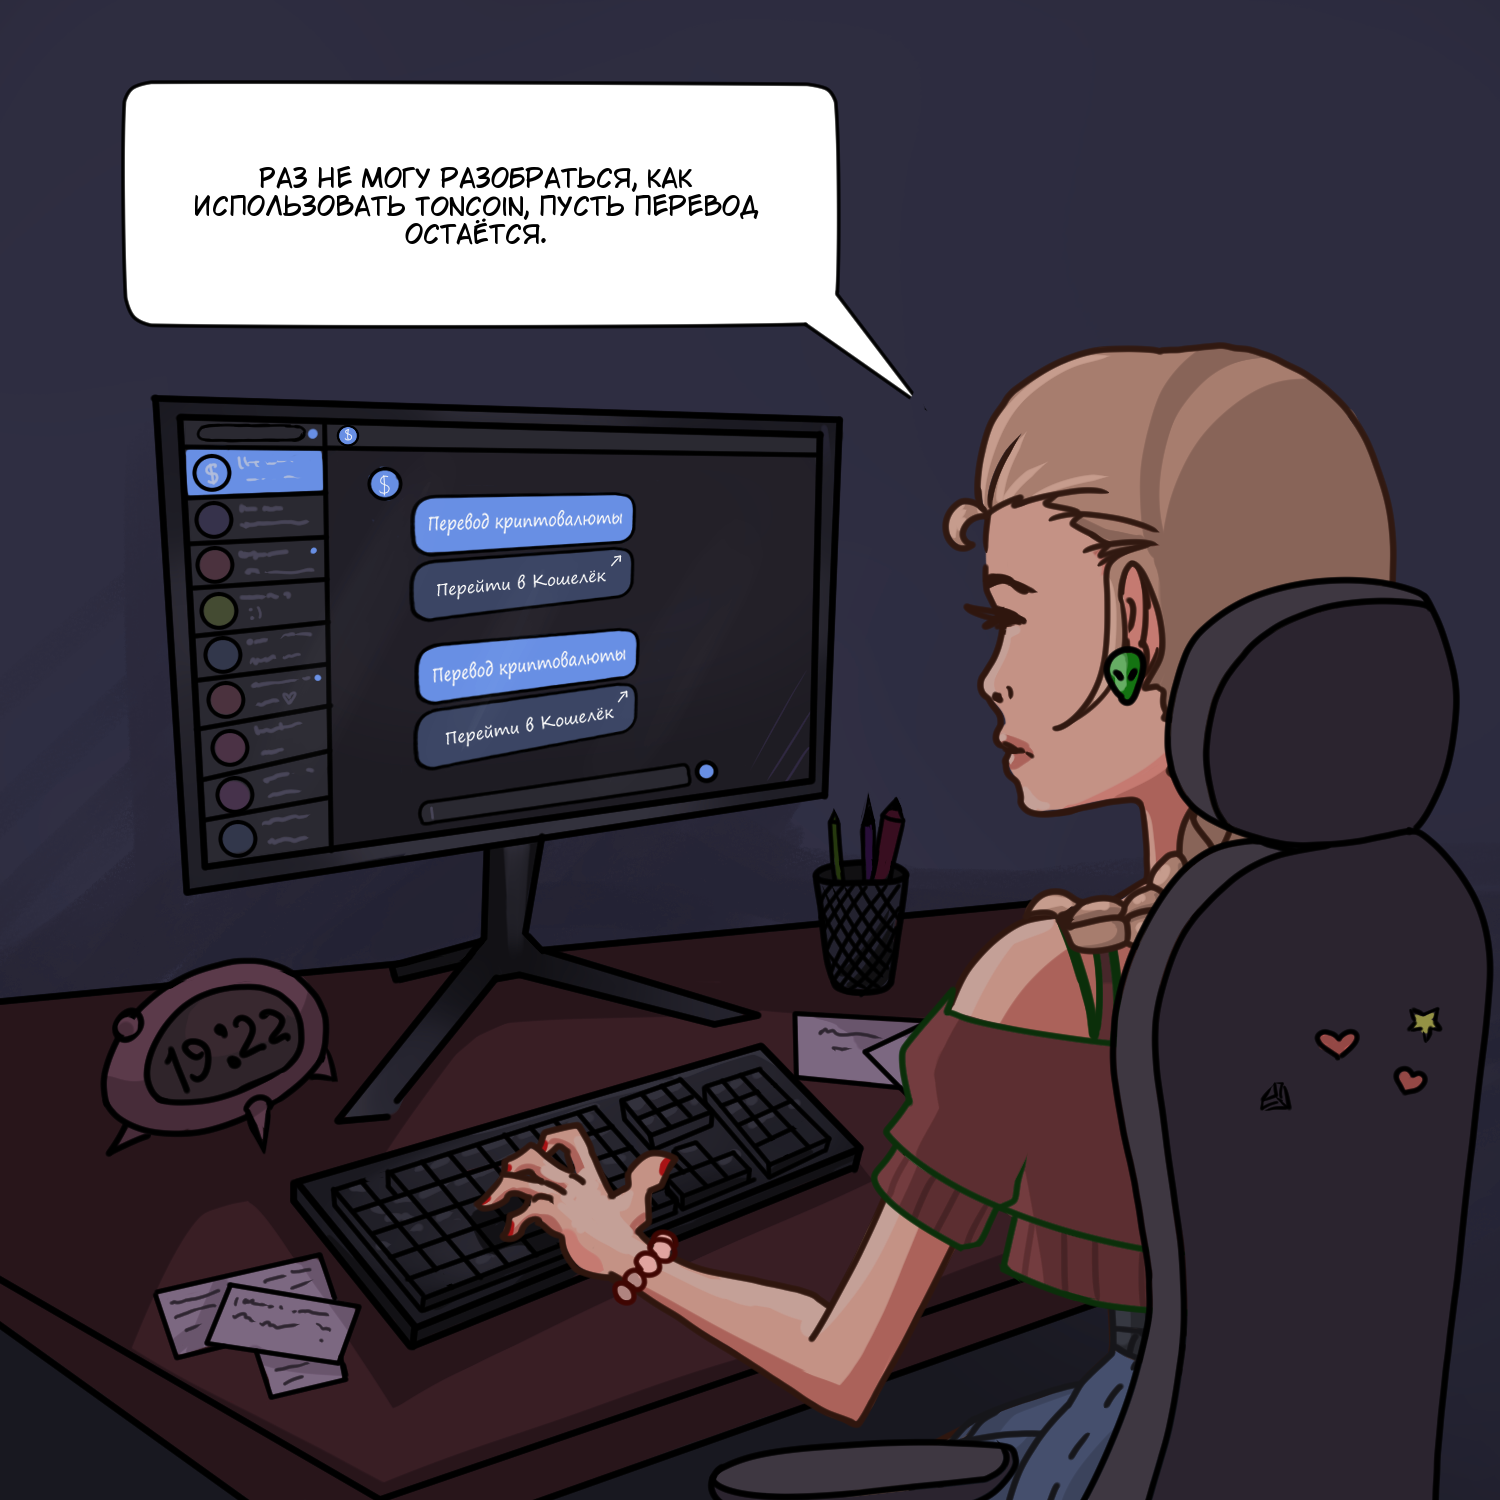 РАЗ НЕ МОГУ РАЗОБРАТЬСЯ, КАК
ИСПОЛЬЗОВАТЬ TONCOIN, ПУСТЬ ПЕРЕВОД
ОСТАЁТСЯ.
$
$
$
Перевод криптовалюты
Перейти в Кошелёк
:)
Перевод криптовалюты
Перейти в Кошелёк
19:22